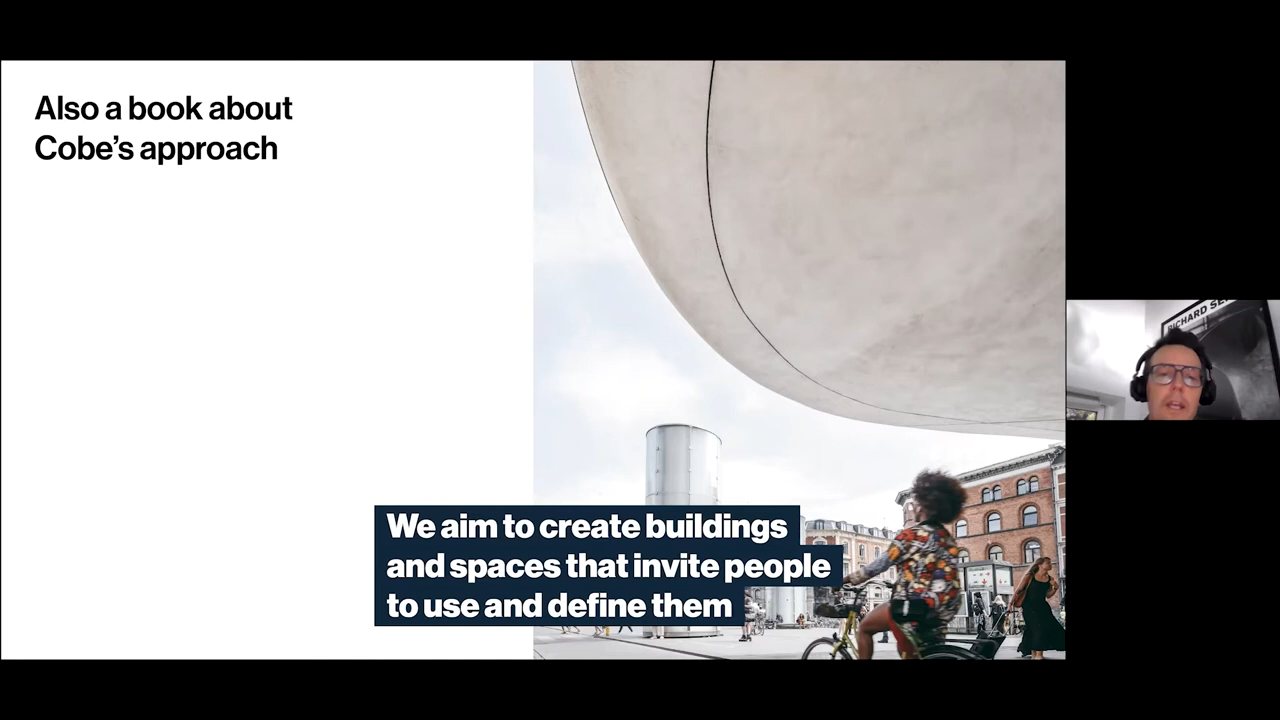 Also a book about
Cobe's approach
We aim to create buildings
and spaces that invite people
to use and define them
RICHARD